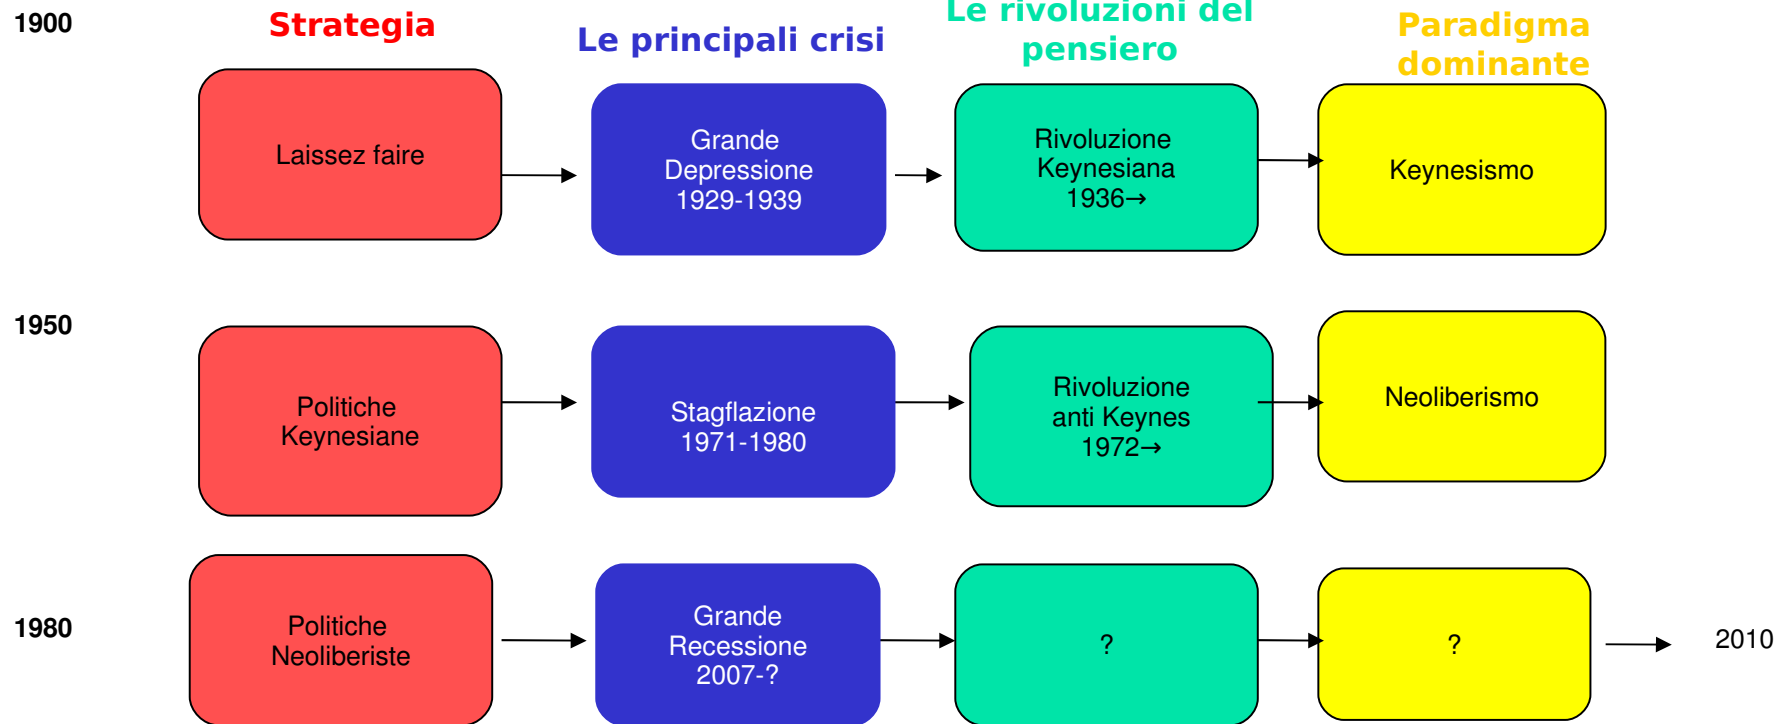 1900
Strategia
Le principali crisi
Le rivoluzioni del
pensiero
Paradigma
dominante
Laissez faire
Grande
Depressione
1929-1939
Rivoluzione
Keynesiana
1936→
Keynesismo
1950
Politiche
Keynesiane
Stagflazione
1971-1980
Rivoluzione
anti Keynes
1972→
Neoliberismo
1980
Politiche
Neoliberiste
Grande
Recessione
2007-?
?
?
2010